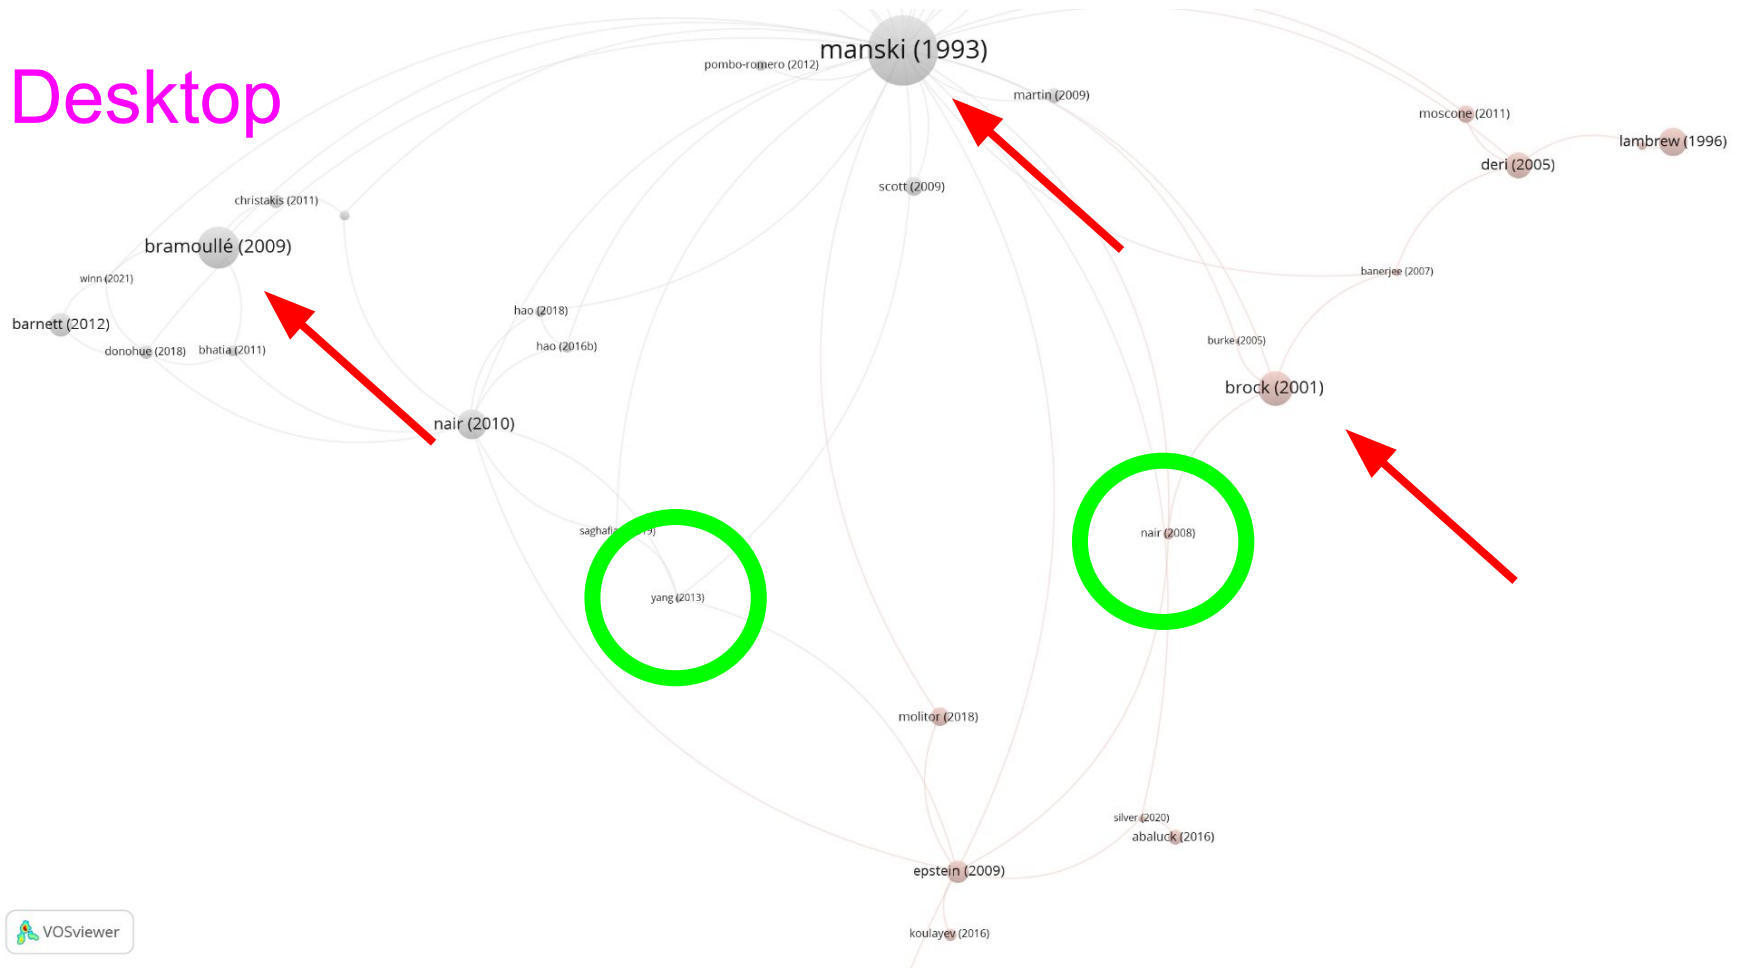 manski (1993)
pombo-romero (2012)
Desktop
martin (2009)
moscone (2011)
lambrew (1996)
deri (2005)
scott (2009)
christakis (2011)
bramoullé (2009)
banerjee (2007)
winn (2021)
hao (2018)
barnett (2012)
burke (2005)
hao (2016b)
donohue (2018)
bhatia (2011)
brock (2001)
nair (2010)
nair (2008)
yang (2013)
molitor (2018)
silver (2020)
abaluck (2016)
epstein (2009)
koulayev (2016)
VOSviewer